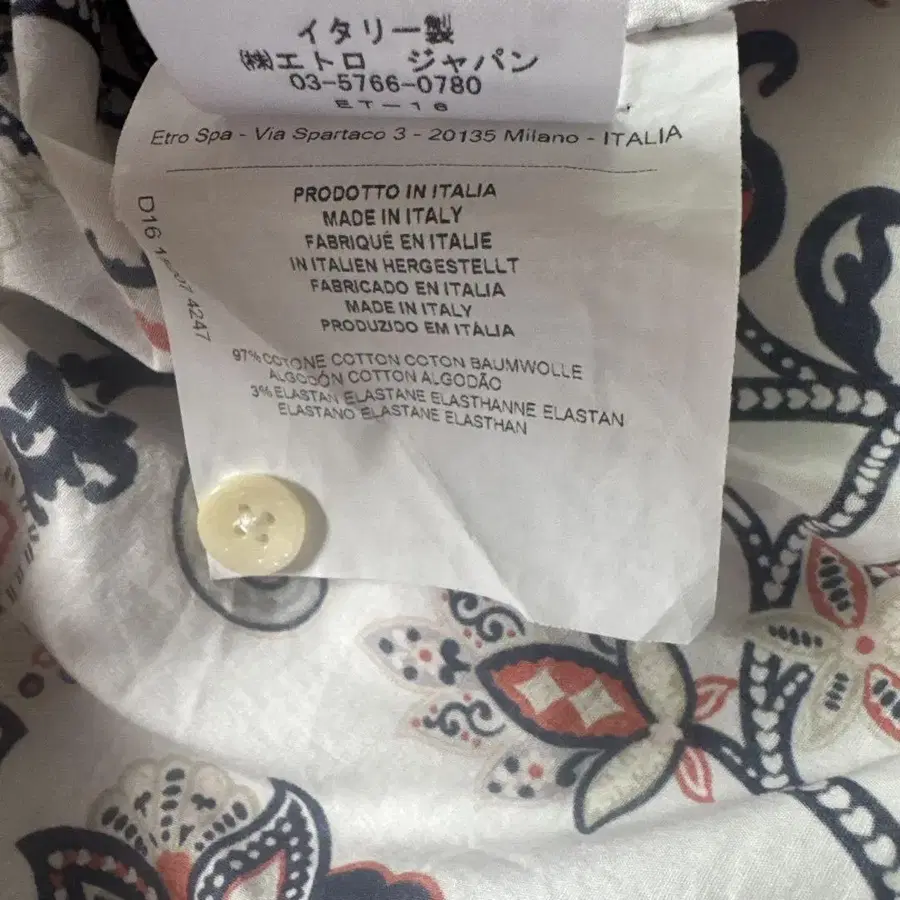 イタリー製
㈱エトロ ジャパン
03-5766-0780
ET-16
Etro Spa - Via Spartaco 3 - 20135 Milano - ITALIA
PRODOTTO IN ITALIA
MADE IN ITALY
FABRIQUÉ EN ITALIE
IN ITALIEN HERGESTELLT
FABRICADO EN ITALIA
MADE IN ITALY
PRODUZIDO EM ITÀLIA
97% COTONE COTTON COTON BAUMWOLLE
ALGODÓN COTTON ALGODÃO
3% ELASTAN ELASTANE ELASTHANNE ELASTAN
ELASTANO ELASTANE ELASTHAN
D16 4247